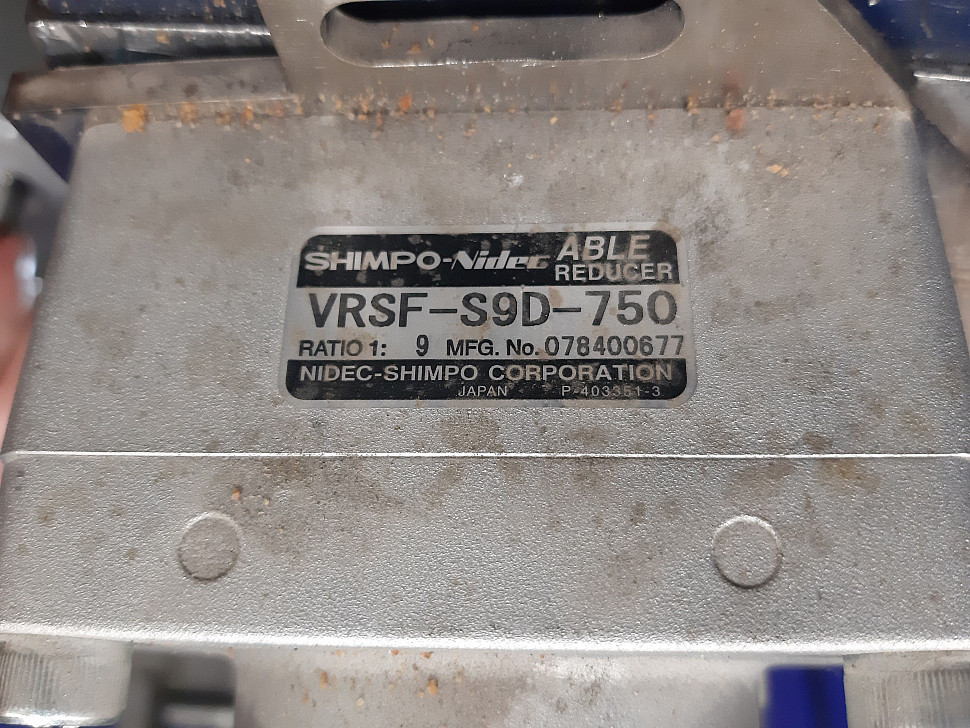 SHIMPO-Nidec ABLE
REDUCER
VRSF-S9D-750
RATIO 1: 9 MFG. No. 078400677
NIDEC-SHIMPO CORPORATION
JAPAN P-403351-3